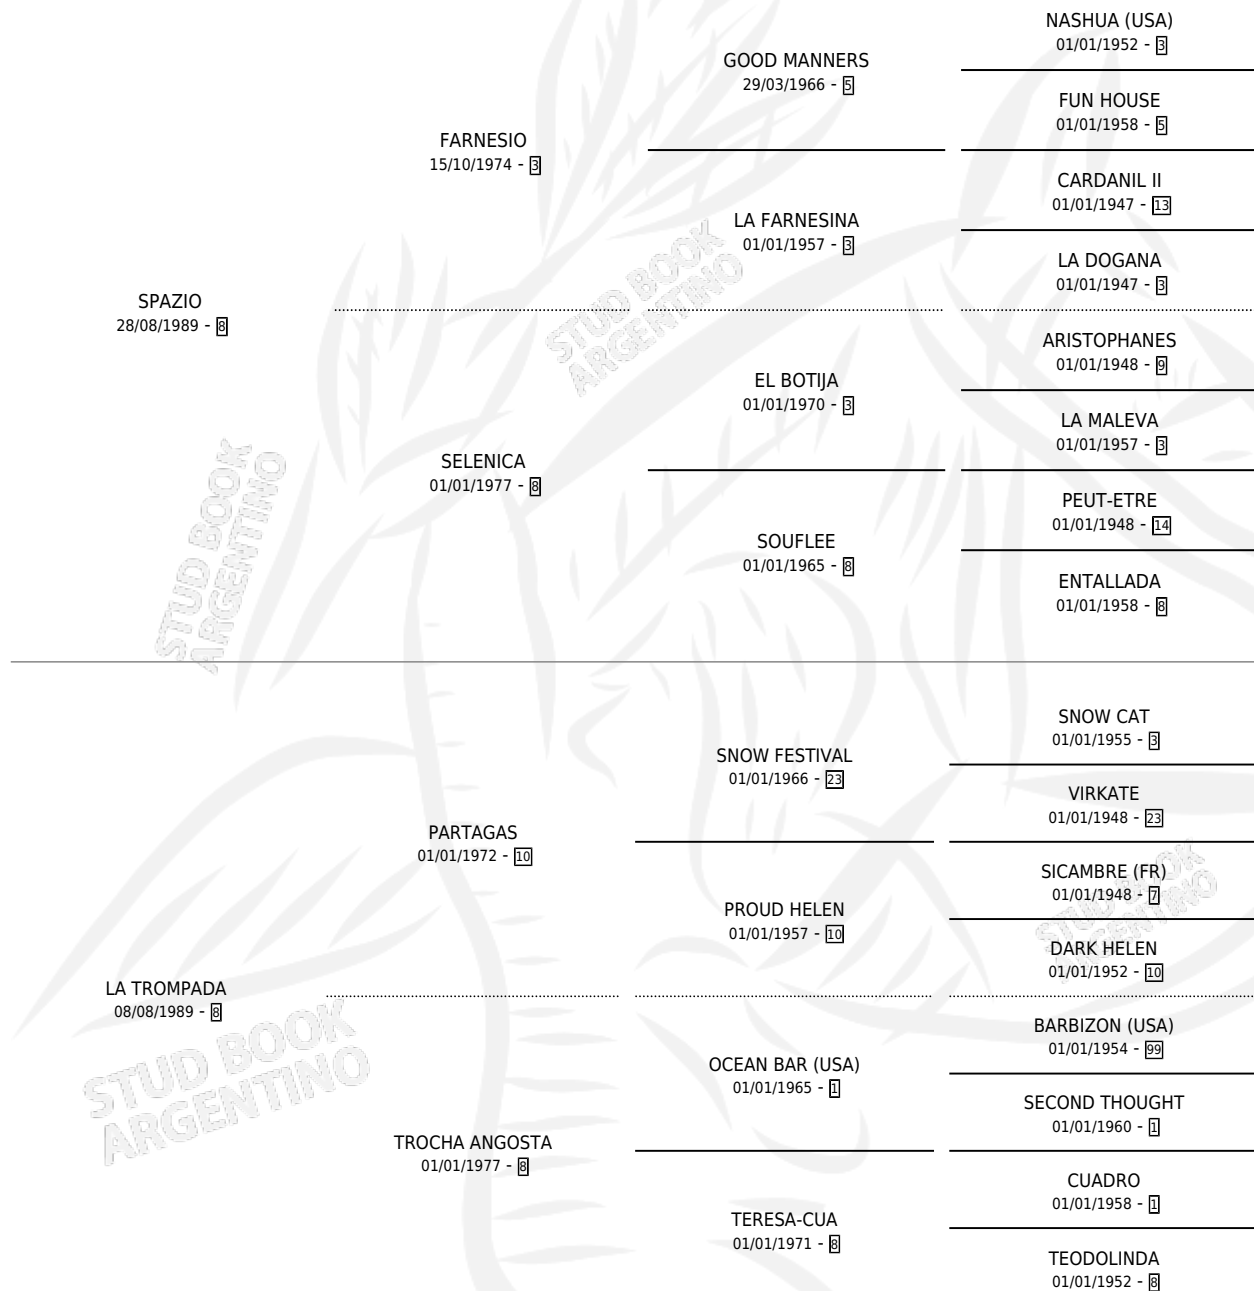 SPAZIO
28/08/1989 - 8
FARNESIO
15/10/1974 - 3
GOOD MANNERS
29/03/1966 - 5
NASHUA (USA)
01/01/1952 - 3
FUN HOUSE
01/01/1958 - 5
LA FARNESINA
01/01/1957 - 3
CARDANIL II
01/01/1947 - 13
LA DOGANA
01/01/1947 - 3
SELENICA
01/01/1977 - 8
EL BOTIJA
01/01/1970 - 3
ARISTOPHANES
01/01/1948 - 9
LA MALEVA
01/01/1957 - 3
SOUFLEE
01/01/1965 - 8
PEUT-ETRE
01/01/1948 - 14
ENTALLADA
01/01/1958 - 8
LA TROMPADA
08/08/1989 - 8
PARTAGAS
01/01/1972 - 10
SNOW FESTIVAL
01/01/1966 - 23
SNOW CAT
01/01/1955 - 3
VIRKATE
01/01/1948 - 23
PROUD HELEN
01/01/1957 - 10
SICAMBRE (FR)
01/01/1948 - 7
DARK HELEN
01/01/1952 - 10
TROCHA ANGOSTA
01/01/1977 - 8
OCEAN BAR (USA)
01/01/1965 - 1
BARBIZON (USA)
01/01/1954 - 99
SECOND THOUGHT
01/01/1960 - 1
TERESA-CUA
01/01/1971 - 8
CUADRO
01/01/1958 - 1
TEODOLINDA
01/01/1952 - 8
STUD BOOK
ARGENTINO
STUD BOOK
ARGENTINO
STUD BOOK
ARGENTINO
STUD BOOK
ARGENTINO